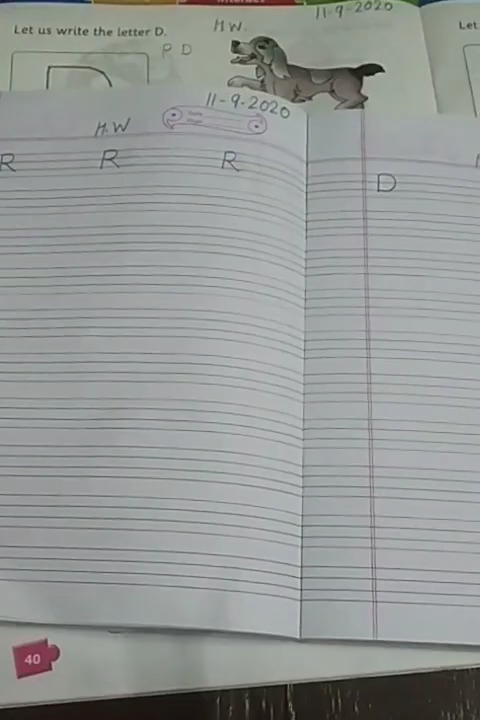 11-9-2020
H.W.
Let us write the letter D.
Let
P D
D
11-9-2020
H.W
R R R
D
40